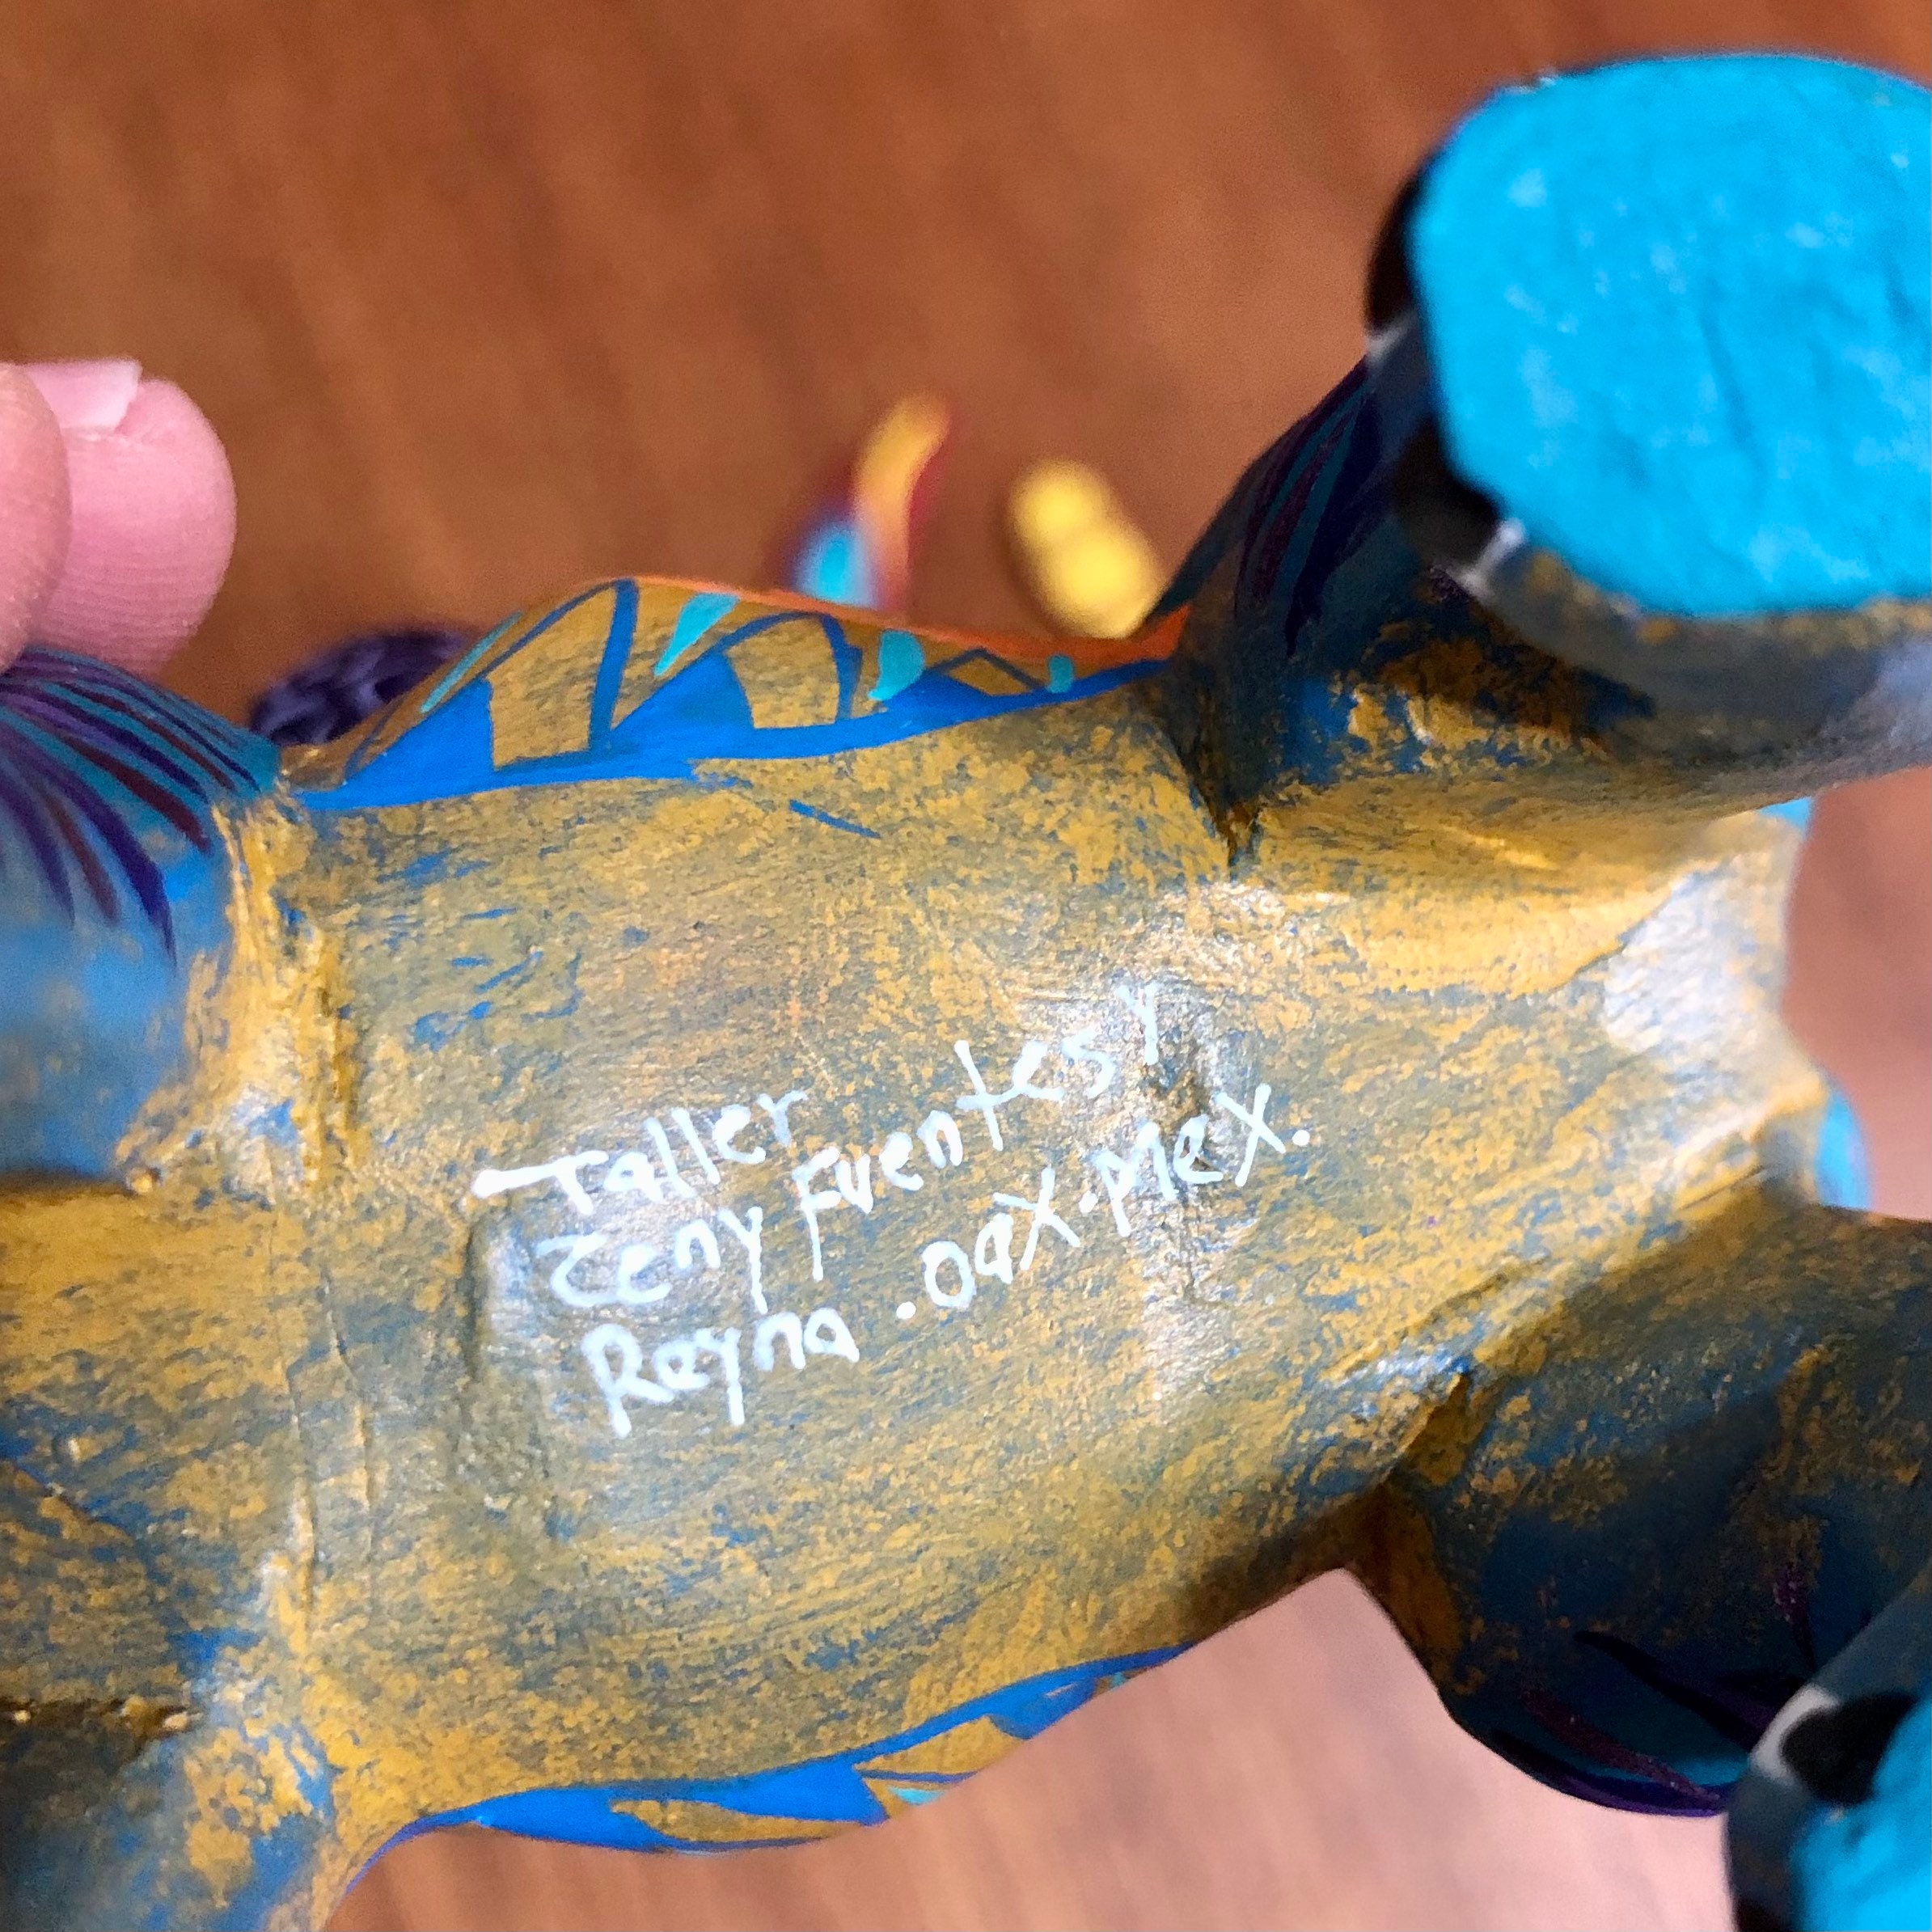 Taller
Zeny Fuentes y
Reyna . Oax. Mex.